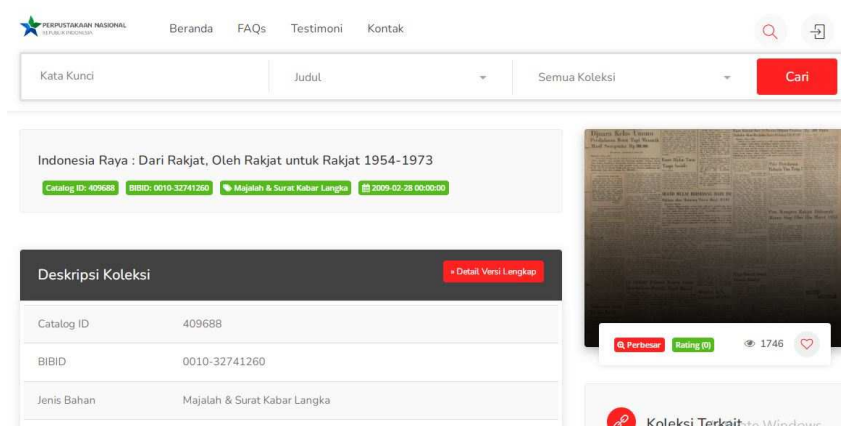 PERPUSTAKAAN NASIONAL
REPUBLIK INDONESIA
Beranda FAQs Testimoni Kontak
Kata Kunci Judul Semua Koleksi Cari
Indonesia Raya : Dari Rakjat, Oleh Rakjat untuk Rakjat 1954-1973
Catalog ID: 409688 BIBID: 0010-32741260 Majalah & Surat Kabar Langka 2009-02-28 00:00:00
Deskripsi Koleksi « Detail Versi Lengkap
Catalog ID 409688
BIBID 0010-32741260
Jenis Bahan Majalah & Surat Kabar Langka
Perbesar Rating (0) 1746
Koleksi Terkait
Windows